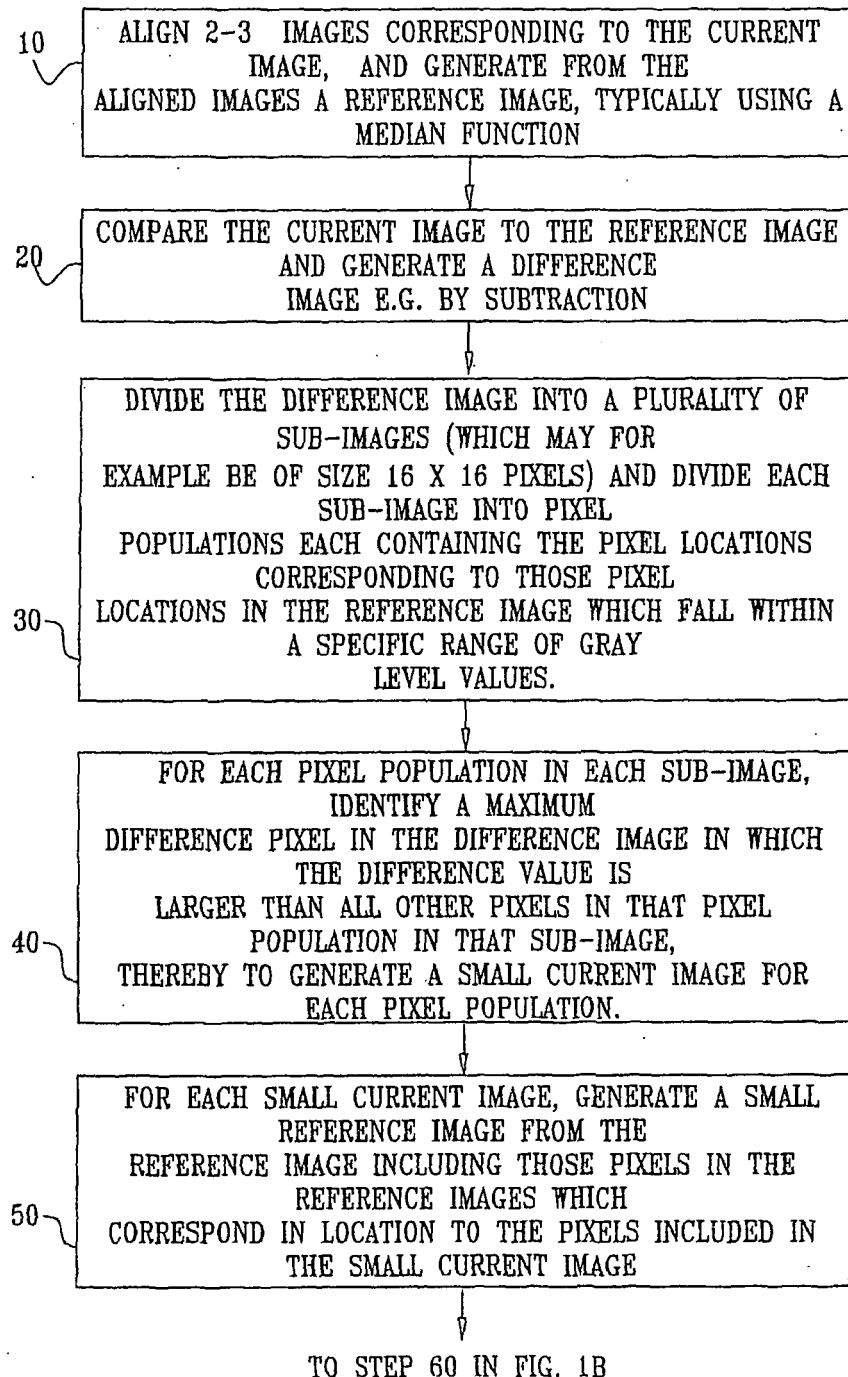 10
ALIGN 2-3 IMAGES CORRESPONDING TO THE CURRENT
IMAGE, AND GENERATE FROM THE
ALIGNED IMAGES A REFERENCE IMAGE, TYPICALLY USING A
MEDIAN FUNCTION
20
COMPARE THE CURRENT IMAGE TO THE REFERENCE IMAGE
AND GENERATE A DIFFERENCE
IMAGE E.G. BY SUBTRACTION
30
DIVIDE THE DIFFERENCE IMAGE INTO A PLURALITY OF
SUB-IMAGES (WHICH MAY FOR
EXAMPLE BE OF SIZE 16 X 16 PIXELS) AND DIVIDE EACH
SUB-IMAGE INTO PIXEL
POPULATIONS EACH CONTAINING THE PIXEL LOCATIONS
CORRESPONDING TO THOSE PIXEL
LOCATIONS IN THE REFERENCE IMAGE WHICH FALL WITHIN
A SPECIFIC RANGE OF GRAY
LEVEL VALUES.
40
FOR EACH PIXEL POPULATION IN EACH SUB-IMAGE,
IDENTIFY A MAXIMUM
DIFFERENCE PIXEL IN THE DIFFERENCE IMAGE IN WHICH
THE DIFFERENCE VALUE IS
LARGER THAN ALL OTHER PIXELS IN THAT PIXEL
POPULATION IN THAT SUB-IMAGE,
THEREBY TO GENERATE A SMALL CURRENT IMAGE FOR
EACH PIXEL POPULATION.
50
FOR EACH SMALL CURRENT IMAGE, GENERATE A SMALL
REFERENCE IMAGE FROM THE
REFERENCE IMAGE INCLUDING THOSE PIXELS IN THE
REFERENCE IMAGES WHICH
CORRESPOND IN LOCATION TO THE PIXELS INCLUDED IN
THE SMALL CURRENT IMAGE
TO STEP 60 IN FIG. 1B